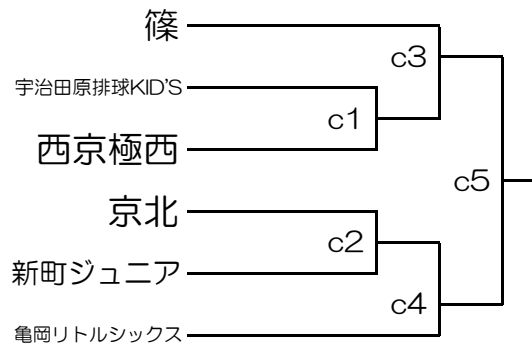 篠
c3
宇治田原排球KID'S
c1
西京極西
c5
京北
c2
新町ジュニア
c4
亀岡リトルシックス